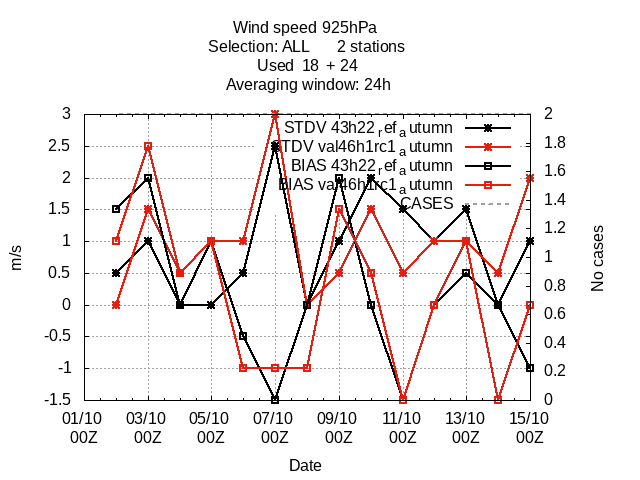 Wind speed 925hPa
Selection: ALL 2 stations
Used 18 + 24
Averaging window: 24h
STDV 43h22_ref_autumn
STDV val46h1rc1_autumn
BIAS 43h22_ref_autumn
BIAS val46h1rc1_autumn
CASES
3
2.5
2
1.5
1
0.5
0
-0.5
-1
-1.5
m/s
2
1.8
1.6
1.4
1.2
1
0.8
0.6
0.4
0.2
0
No cases
01/10 03/10 05/10 07/10 09/10 11/10 13/10 15/10
00Z 00Z 00Z 00Z 00Z 00Z 00Z 00Z
Date